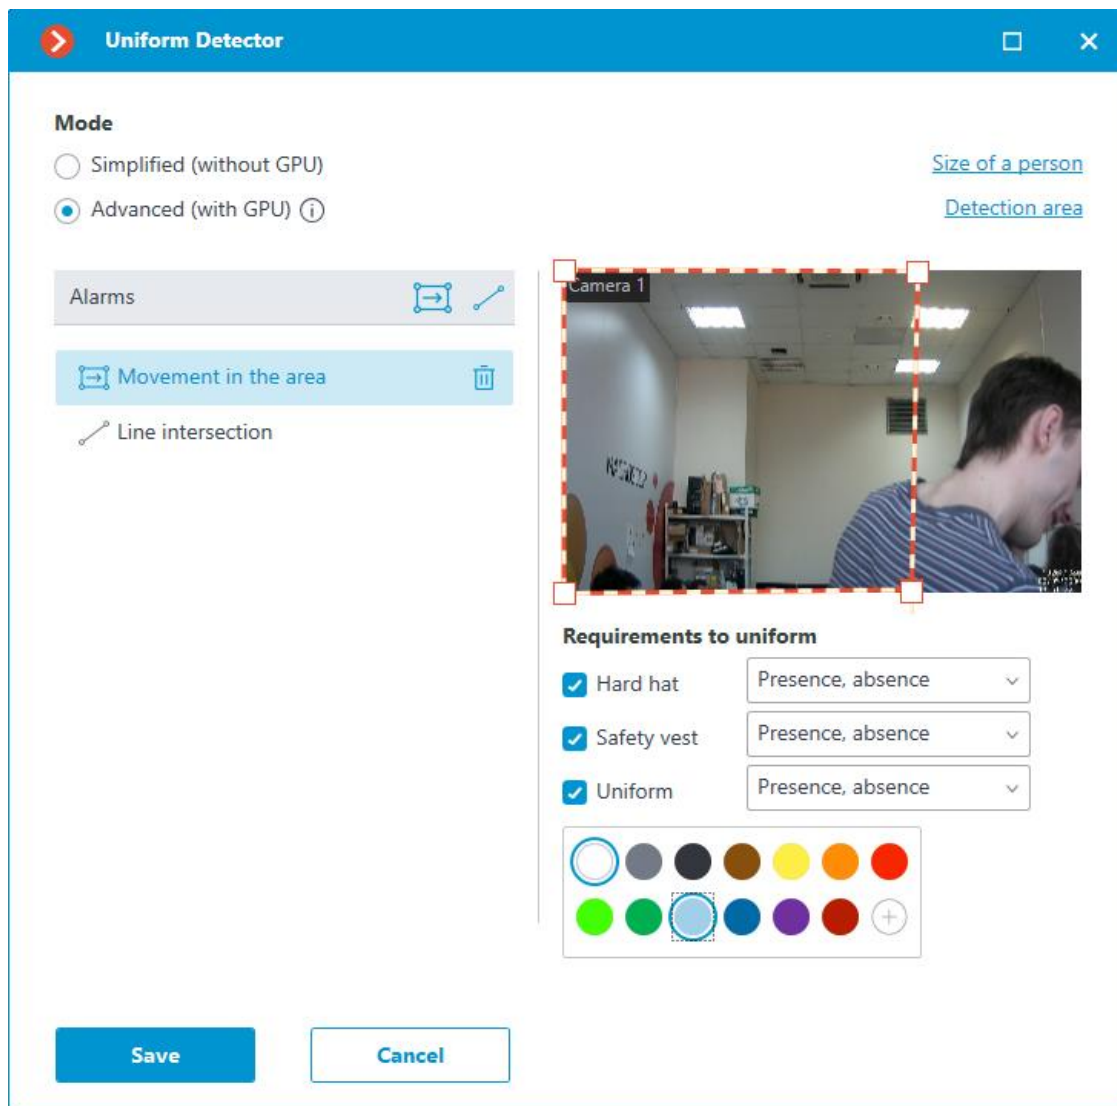 Uniform Detector
Mode
Simplified (without GPU)
Advanced (with GPU)
Size of a person
Detection area
Alarms
Movement in the area
Line intersection
Camera 1
Requirements to uniform
Hard hat
Presence, absence
Safety vest
Presence, absence
Uniform
Presence, absence
Save
Cancel